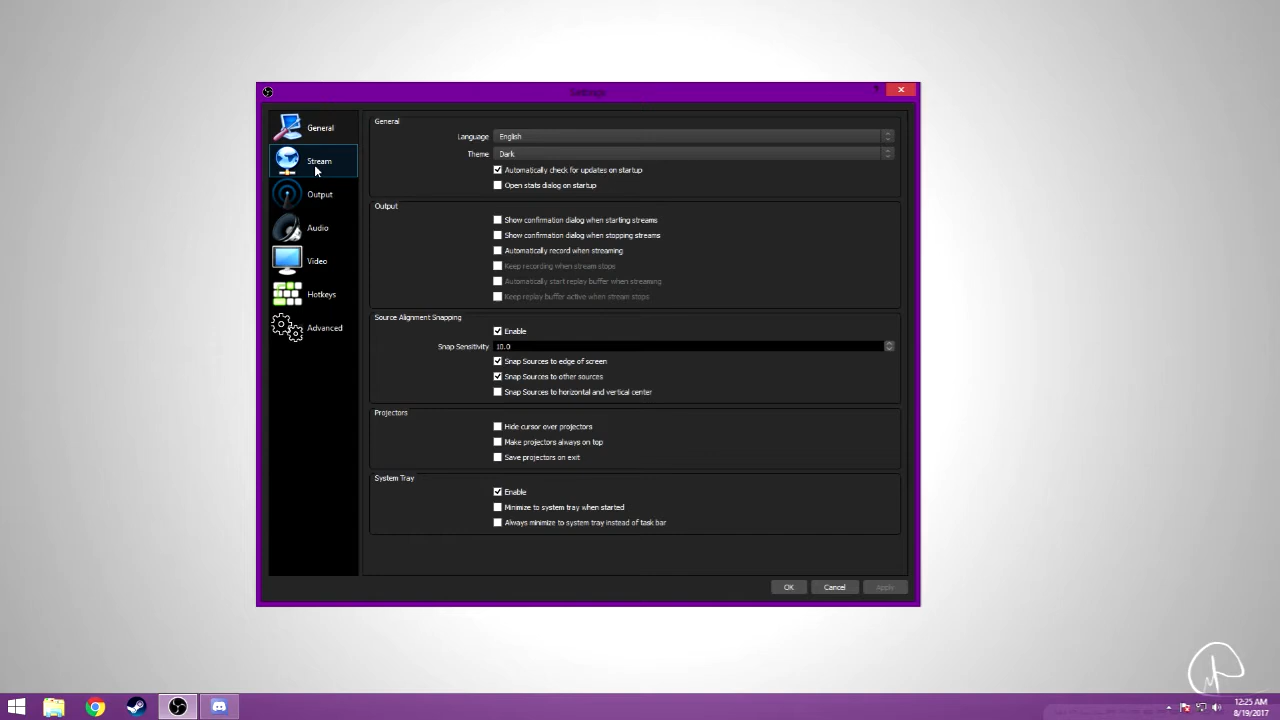 Settings
?
General
Stream
Output
Audio
Video
Hotkeys
Advanced
General
Language English
Theme Dark
Automatically check for updates on startup
Open stats dialog on startup
Output
Show confirmation dialog when starting streams
Show confirmation dialog when stopping streams
Automatically record when streaming
Keep recording when stream stops
Automatically start replay buffer when streaming
Keep replay buffer active when stream stops
Source Alignment Snapping
Enable
Snap Sensitivity 10.0
Snap Sources to edge of screen
Snap Sources to other sources
Snap Sources to horizontal and vertical center
Projectors
Hide cursor over projectors
Make projectors always on top
Save projectors on exit
System Tray
Enable
Minimize to system tray when started
Always minimize to system tray instead of task bar
OK Cancel Apply
12:25 AM
8/19/2017